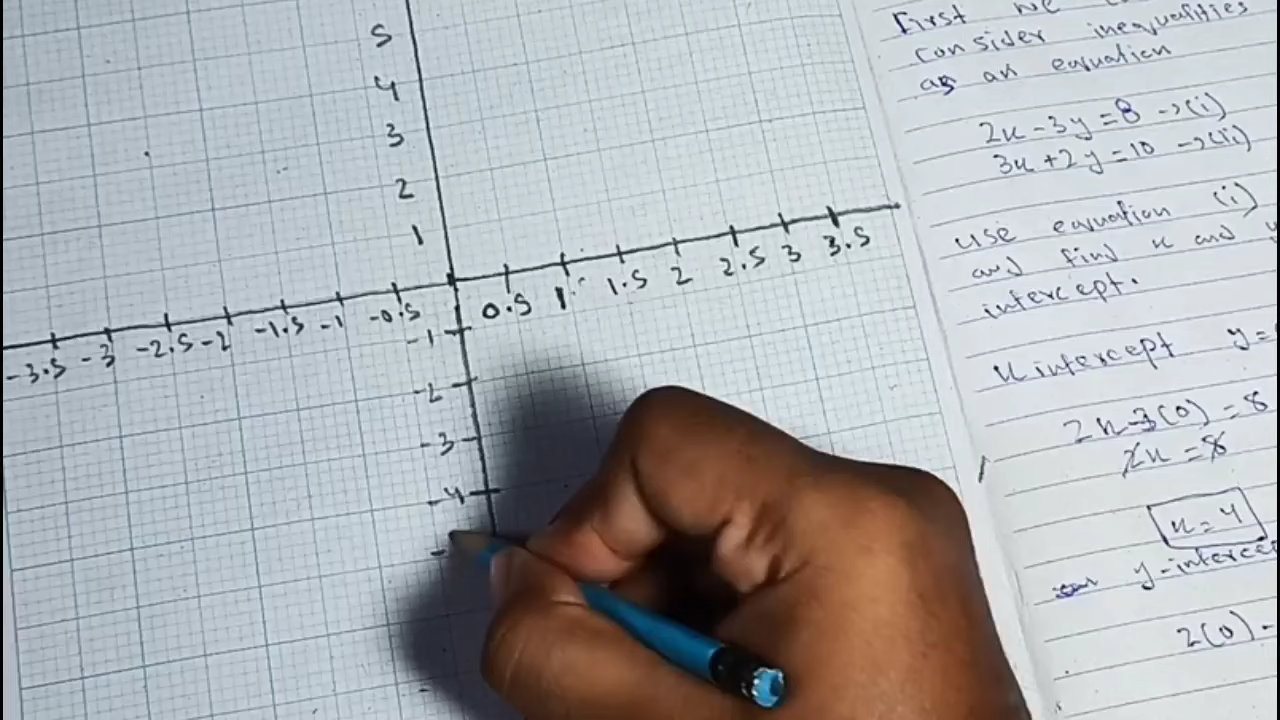 5
4
3
2
1
0.5 1 1.5 2 2.5 3 3.5
-3.5 -3 -2.5 -2 -1.5 -1 -0.5
-1
-2
-3
-4
-
First we
consider inequalities
as an equation
2x-3y=8 →(i)
3x+2y=10 →(ii)
use equation (i)
and find x and y
intercept.
x intercept y=
2x-3(0)=8
2x=8
x=4
y-intercep
2(0)-